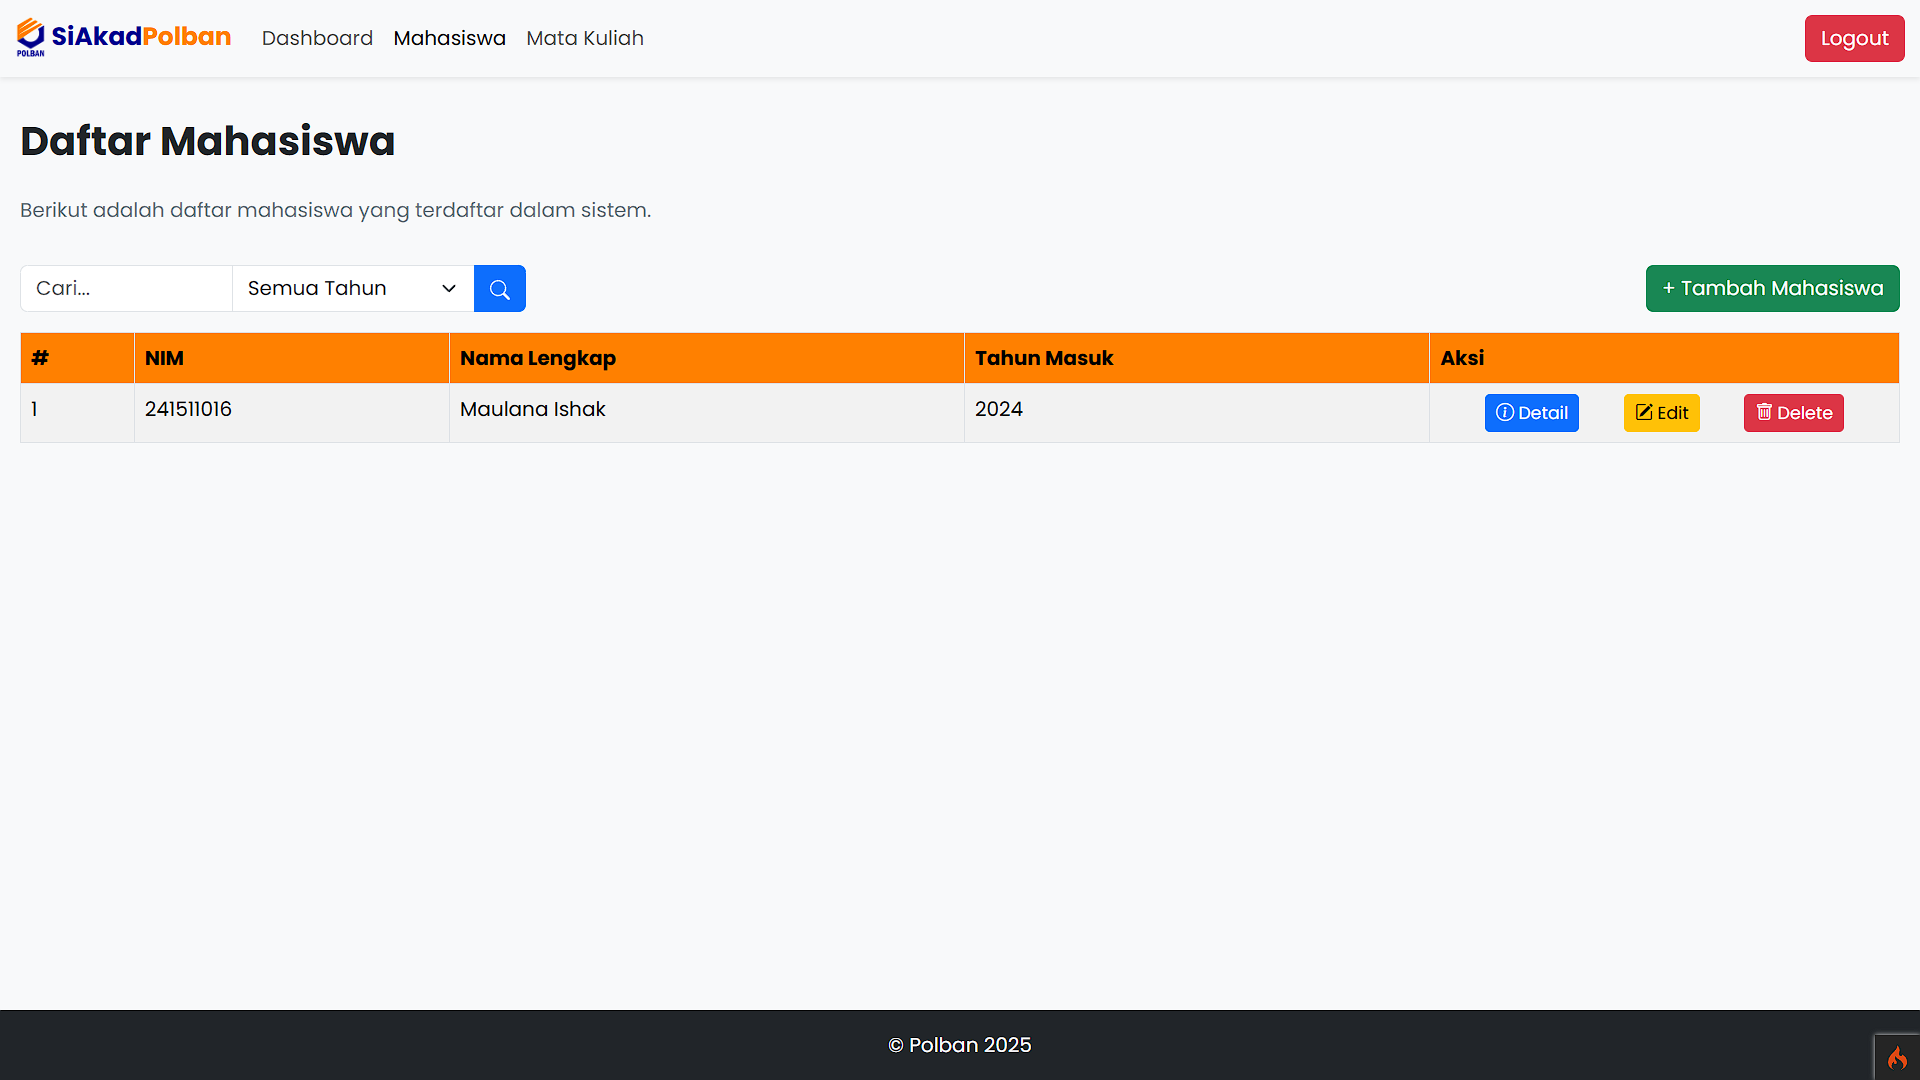 POLBAN
SiAkadPolban Dashboard Mahasiswa Mata Kuliah Logout
Daftar Mahasiswa
Berikut adalah daftar mahasiswa yang terdaftar dalam sistem.
Cari... Semua Tahun + Tambah Mahasiswa
# NIM Nama Lengkap Tahun Masuk Aksi
1 241511016 Maulana Ishak 2024 Detail Edit Delete
© Polban 2025